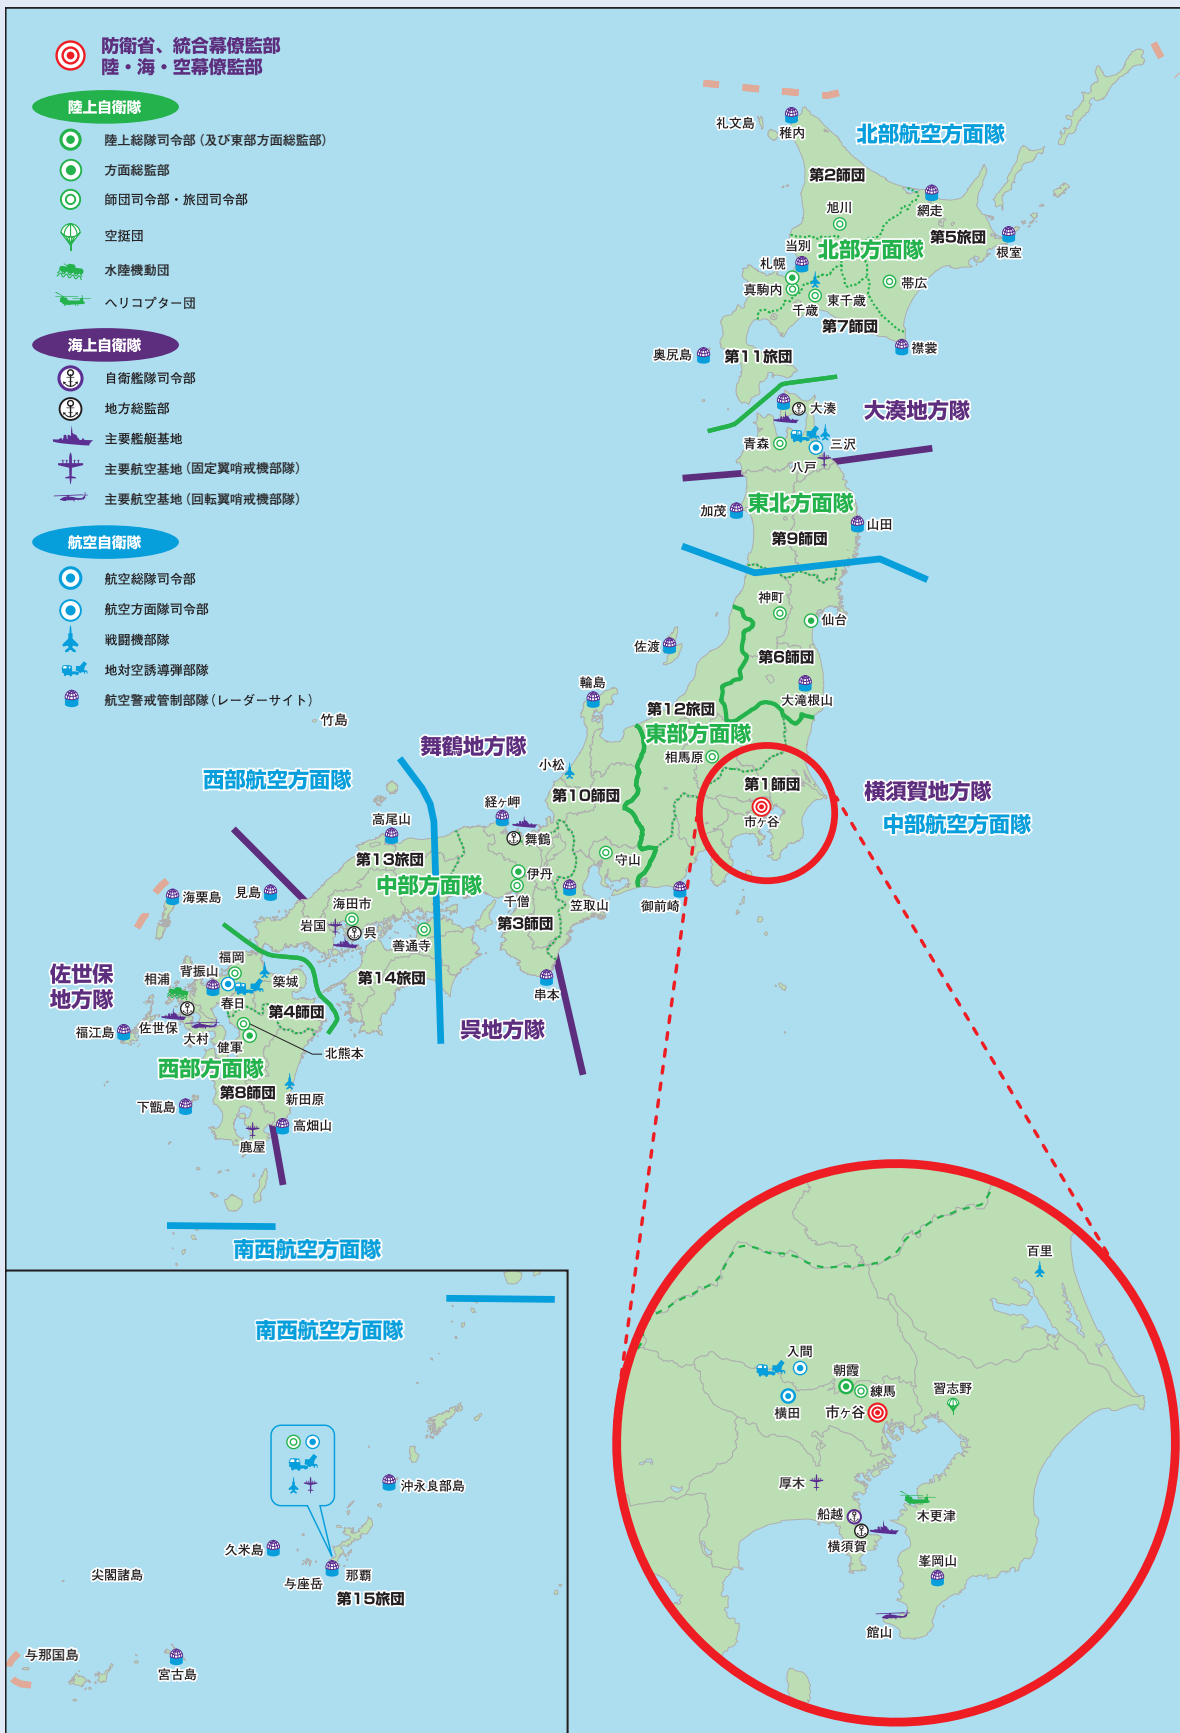 防衛省、統合幕僚監部
陸・海・空幕僚監部
陸上自衛隊
陸上総隊司令部(及び東部方面総監部)
方面総監部
師団司令部・旅団司令部
空挺団
水陸機動団
ヘリコプター団
海上自衛隊
自衛艦隊司令部
地方総監部
主要艦艇基地
主要航空基地(固定翼哨戒機部隊)
主要航空基地(回転翼哨戒機部隊)
航空自衛隊
航空総隊司令部
航空方面隊司令部
戦闘機部隊
地対空誘導弾部隊
航空警戒管制部隊(レーダーサイト)
礼文島
稚内
北部航空方面隊
第2師団
旭川
網走
第5旅団
根室
当別
北部方面隊
札幌
真駒内
帯広
千歳
東千歳
第7師団
奥尻島
第11旅団
襟裳
大湊
大湊地方隊
青森
三沢
八戸
加茂
東北方面隊
山田
第9師団
神町
仙台
佐渡
第6師団
大滝根山
輪島
第12旅団
竹島
東部方面隊
舞鶴地方隊
相馬原
西部航空方面隊
小松
第10師団
第1師団
市ヶ谷
横須賀地方隊
中部航空方面隊
経ヶ岬
高尾山
舞鶴
第13旅団
守山
中部方面隊
伊丹
千僧
海栗島
見島
海田市
笠取山
御前崎
岩国
呉
第3師団
善通寺
福岡
佐世保
地方隊
相浦
背振山
築城
第14旅団
串本
春日
第4師団
福江島
佐世保
大村
健軍
北熊本
呉地方隊
西部方面隊
第8師団
新田原
下甑島
高畑山
鹿屋
南西航空方面隊
南西航空方面隊
沖永良部島
久米島
与座岳
那覇
尖閣諸島
第15旅団
与那国島
宮古島
百里
入間
朝霞
練馬
習志野
横田
市ヶ谷
厚木
船越
木更津
横須賀
峯岡山
館山